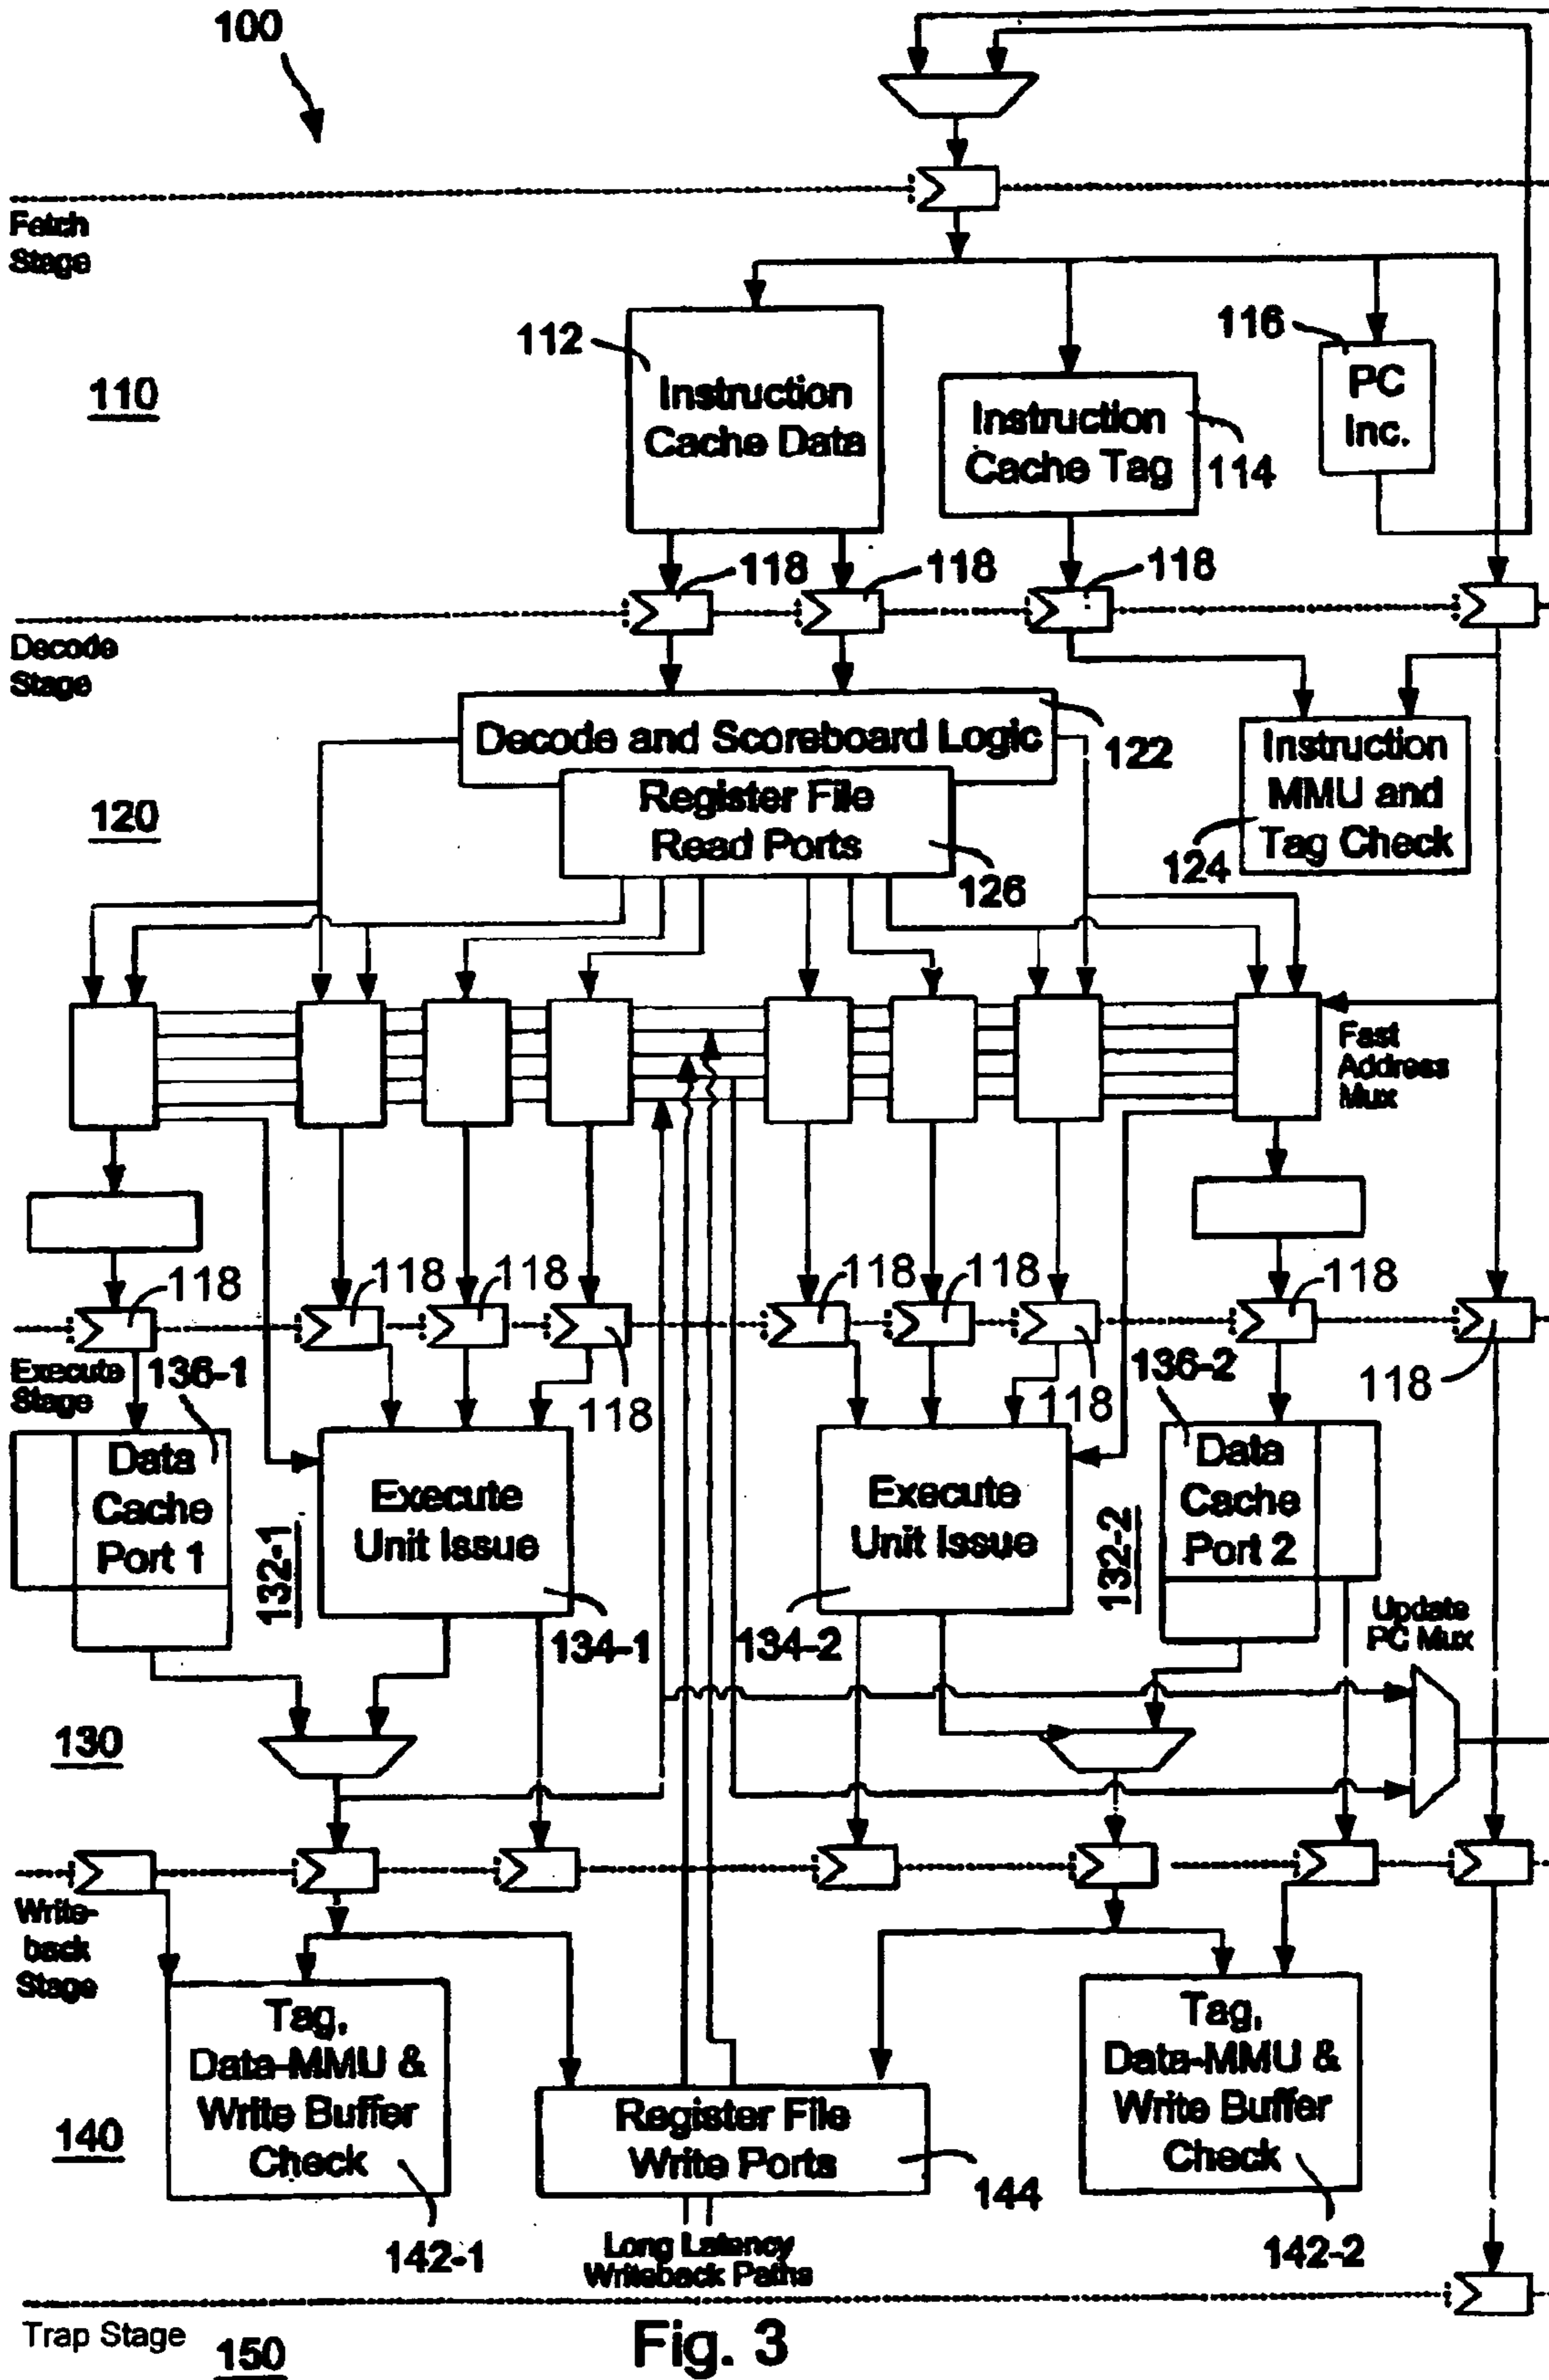 100
Fetch
Stage
112
Instruction
Cache Data
Instruction
Cache Tag
114
116
PC
Inc.
110
118
118
118
Decode
Stage
Decode and Scoreboard Logic
122
Register File
Read Ports
126
Instruction
MMU and
Tag Check
124
120
Fast
Address
Mux
118
118
118
118
118
118
118
118
118
Execute
Stage
136-1
Data
Cache
Port 1
132-1
Execute
Unit Issue
134-1
Execute
Unit Issue
134-2
132-2
136-2
Data
Cache
Port 2
Update
PC Mux
130
Write-
back
Stage
Tag,
Data-MMU &
Write Buffer
Check
142-1
Register File
Write Ports
144
Tag,
Data-MMU &
Write Buffer
Check
142-2
140
Long Latency
Writeback Paths
Trap Stage
150
Fig. 3